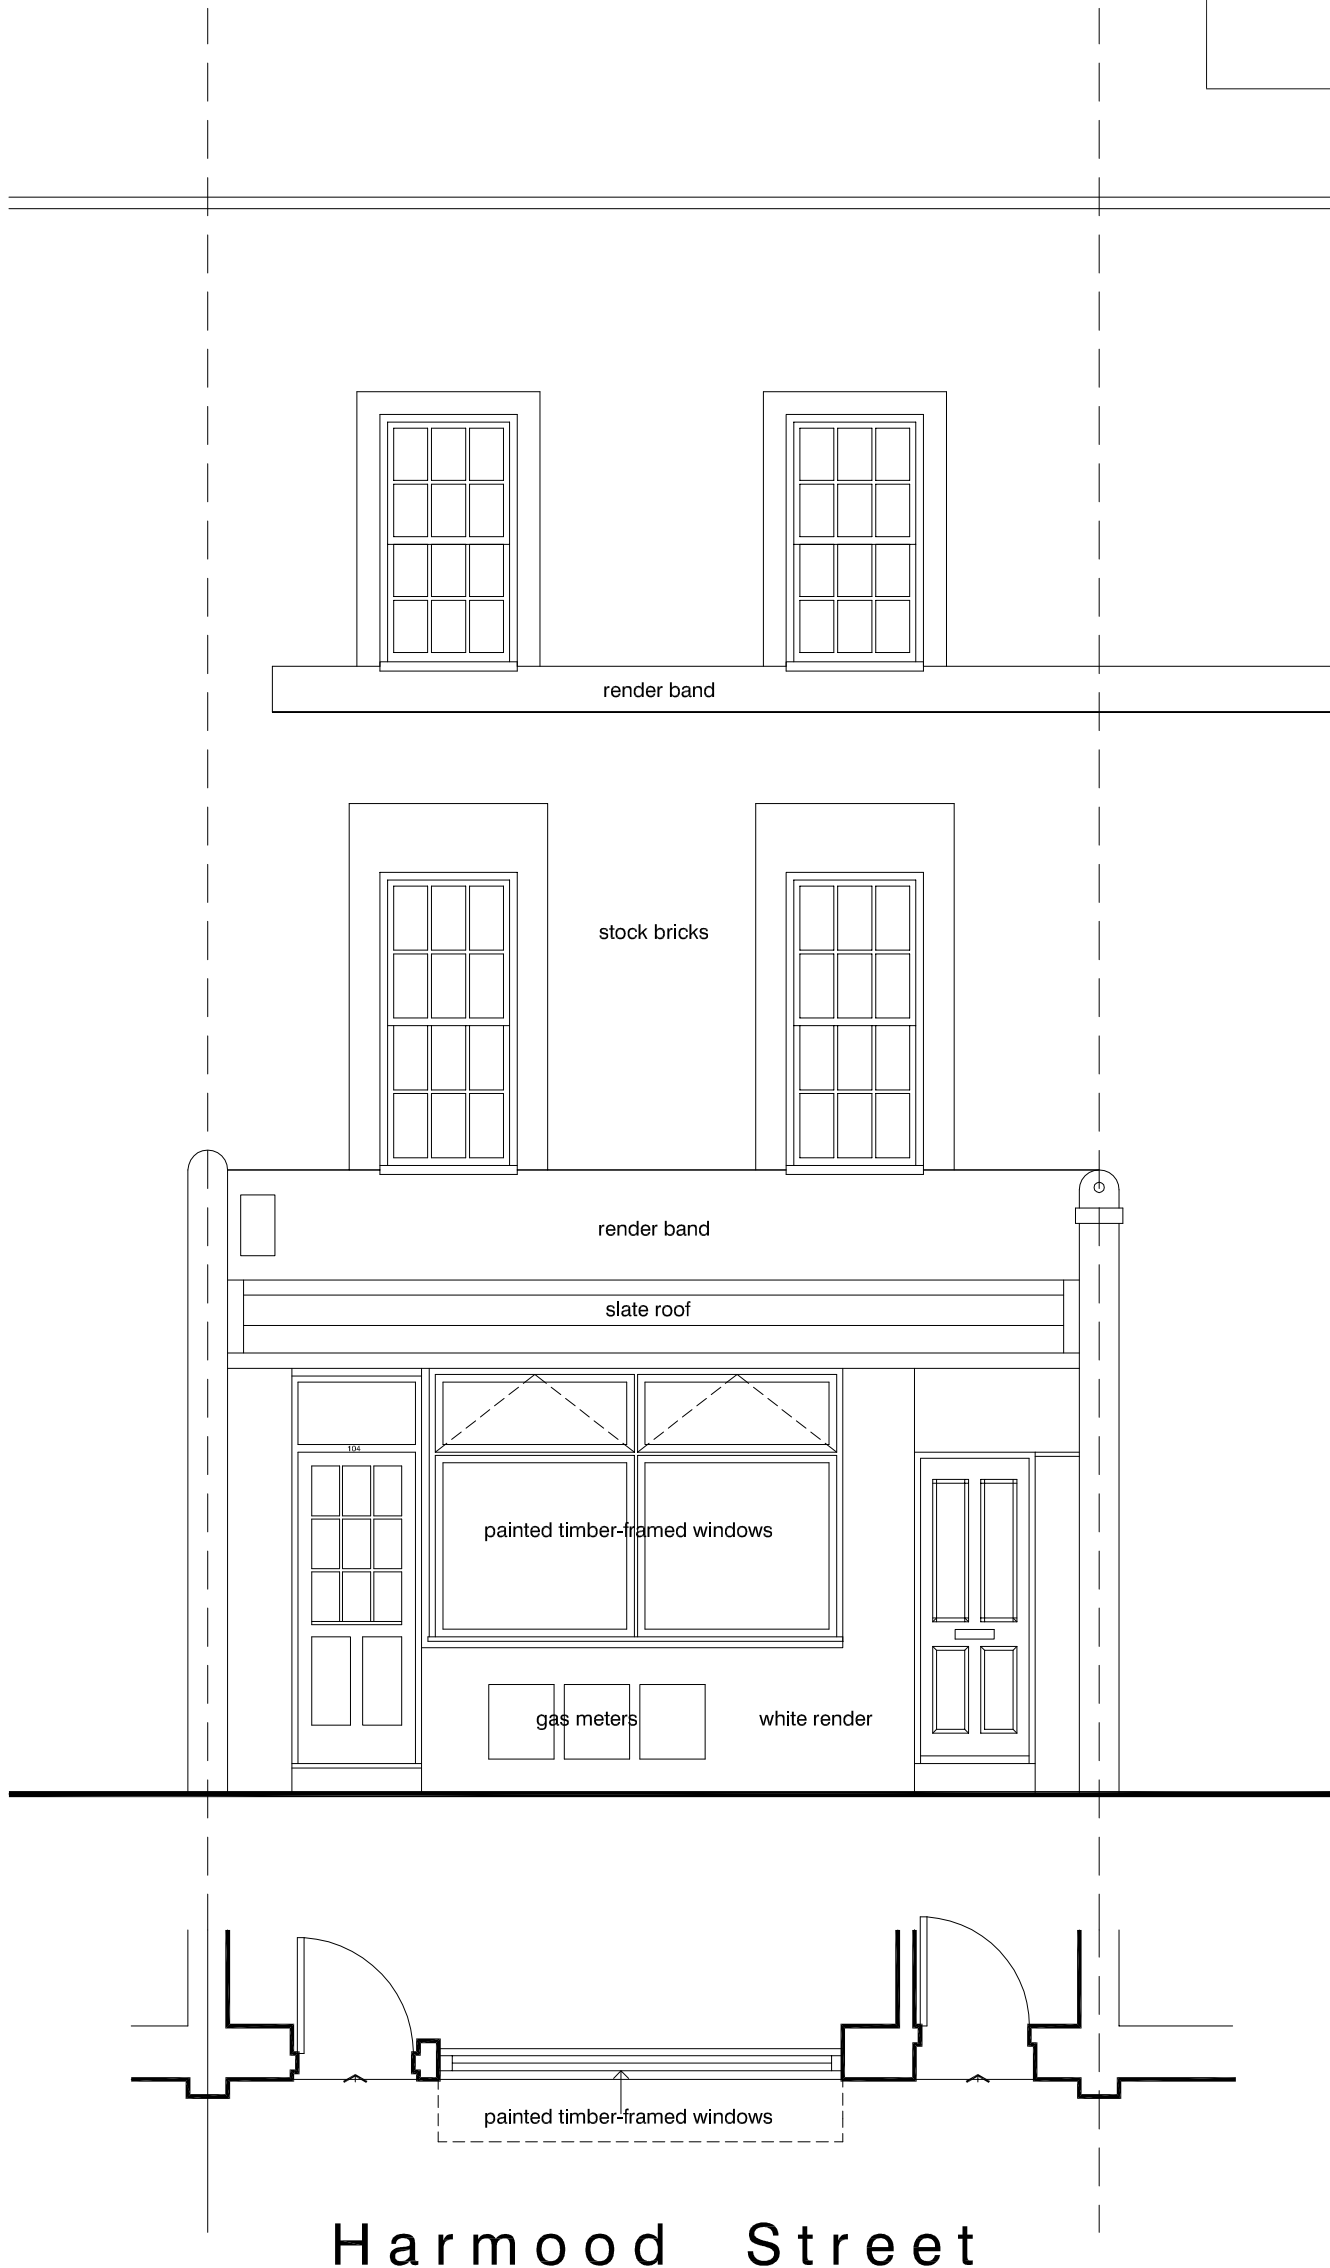 render band
stock bricks
render band
slate roof
104
painted timber-framed windows
gas meters
white render
painted timber-framed windows
Harmood Street